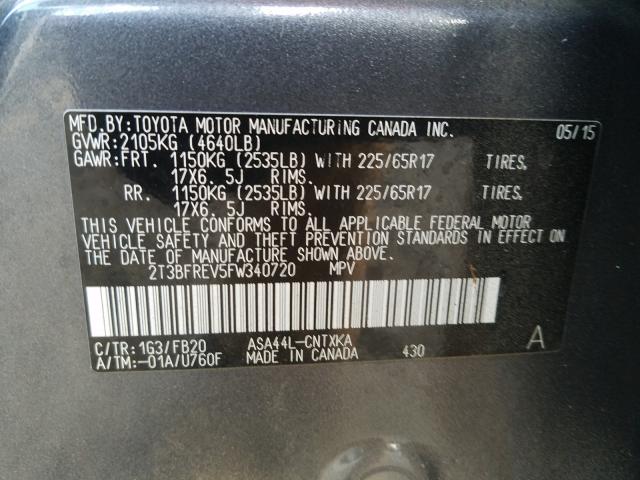 MFD.BY:TOYOTA MOTOR MANUFACTURING CANADA INC. 05/15
GVWR:2105KG (4640LB)
GAWR:FRT. 1150KG (2535LB) WITH 225/65R17 TIRES.
17X6.5J RIMS.
RR. 1150KG (2535LB) WITH 225/65R17 TIRES.
17X6.5J RIMS.
THIS VEHICLE CONFORMS TO ALL APPLICABLE FEDERAL MOTOR
VEHICLE SAFETY AND THEFT PREVENTION STANDARDS IN EFFECT ON
THE DATE OF MANUFACTURE SHOWN ABOVE.
2T3BFREV5FW340720 MPV
C/TR:1G3/FB20 ASA44L-CNTXKA A
A/TM:-01A/U760F MADE IN CANADA 430